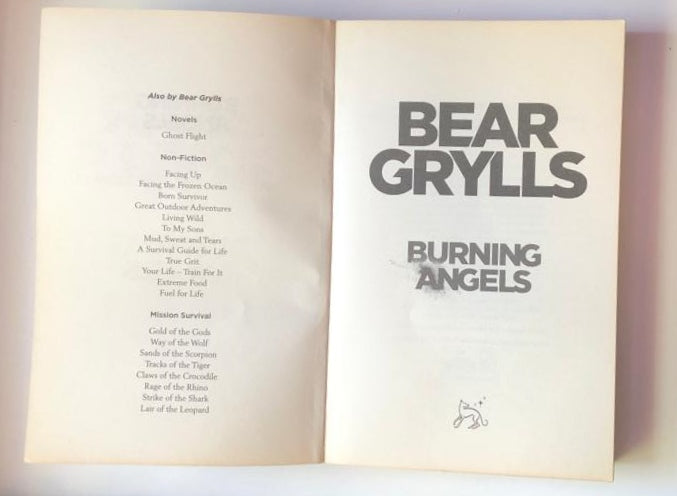 Also by Bear Grylls
Novels
Ghost Flight
Non-Fiction
Facing Up
Facing the Frozen Ocean
Born Survivor
Great Outdoor Adventures
Living Wild
To My Sons
Mud, Sweat and Tears
A Survival Guide for Life
True Grit
Your Life – Train For It
Extreme Food
Fuel for Life
Mission Survival
Gold of the Gods
Way of the Wolf
Sands of the Scorpion
Tracks of the Tiger
Claws of the Crocodile
Rage of the Rhino
Strike of the Shark
Lair of the Leopard
BEAR
GRYLLS
BURNING
ANGELS